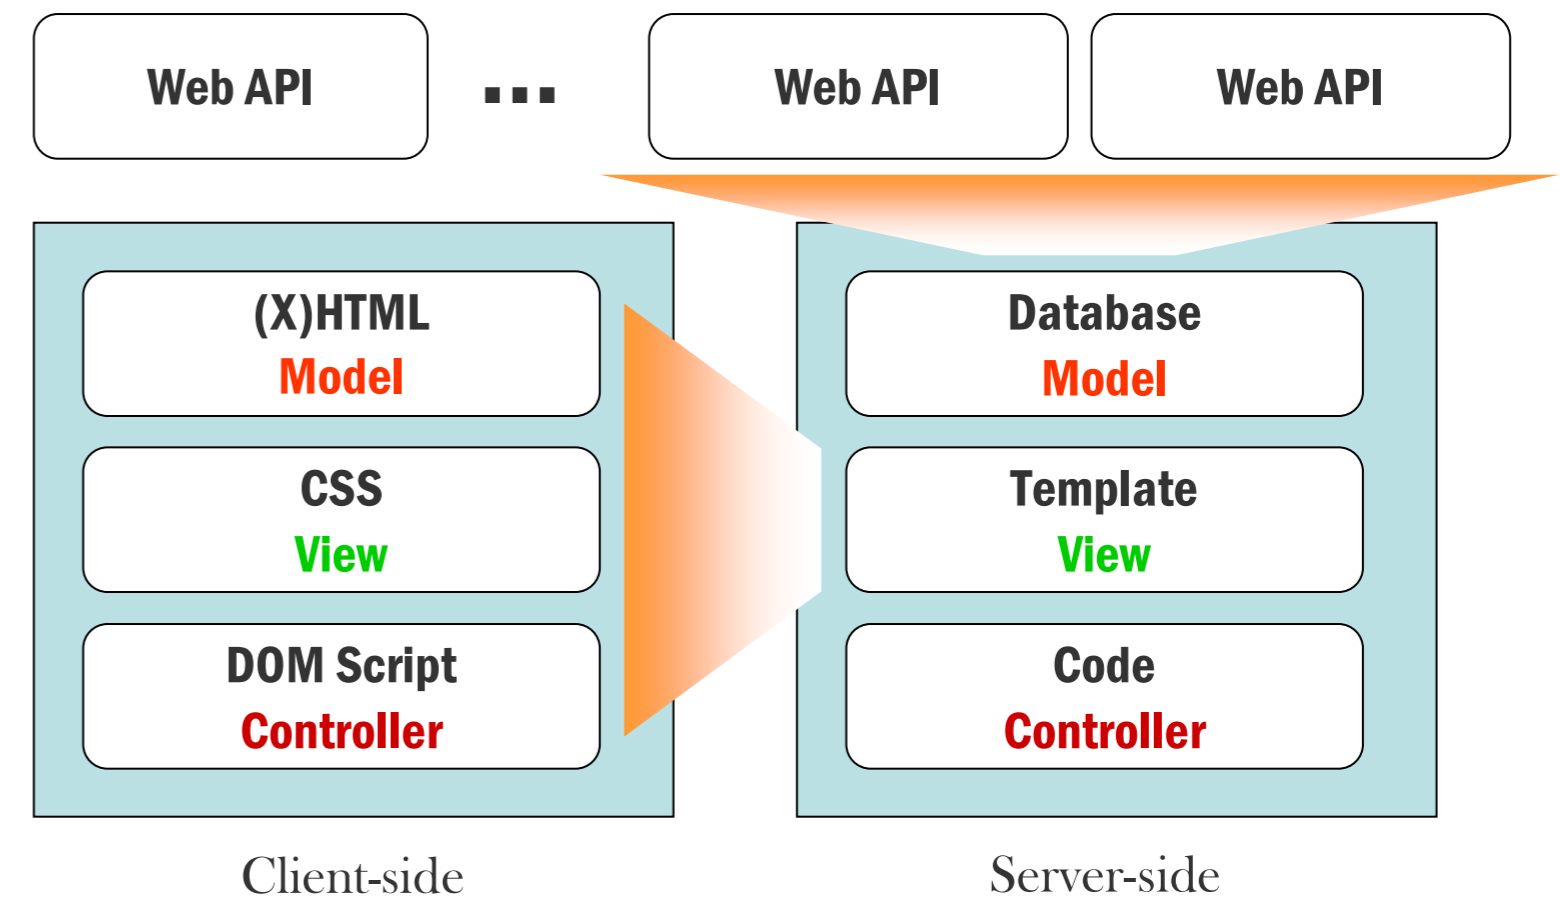 Web API
...
Web API
Web API
(X)HTML
Model
CSS
View
DOM Script
Controller
Client-side
Database
Model
Template
View
Code
Controller
Server-side